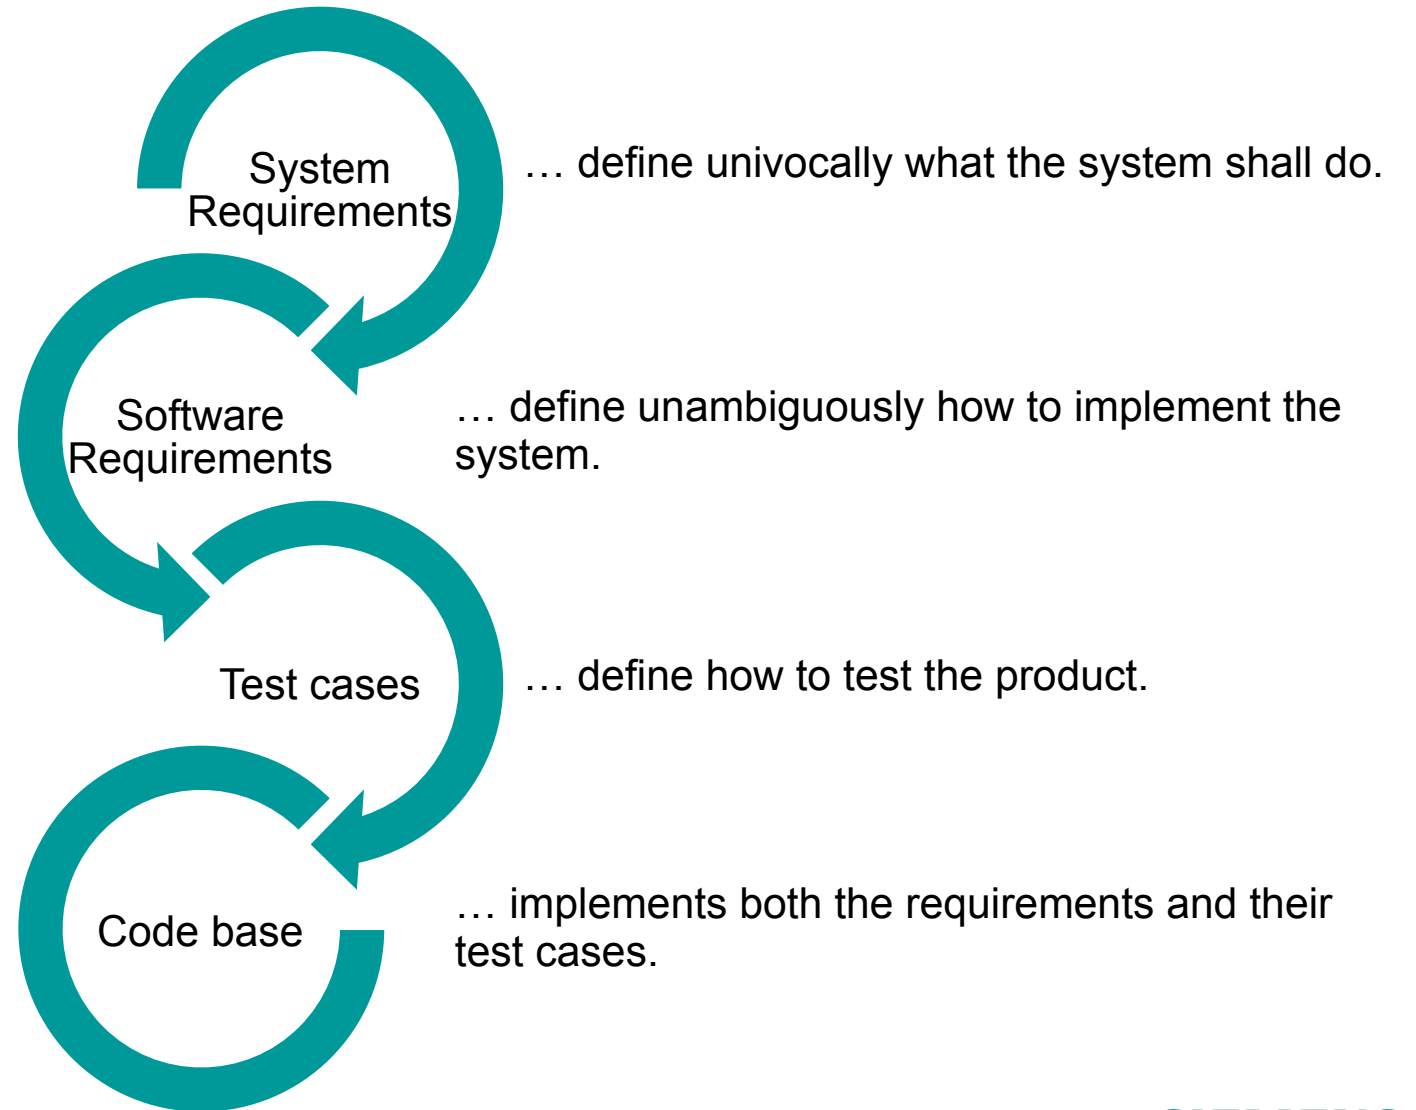 System
Requirements
… define univocally what the system shall do.
Software
Requirements
… define unambiguously how to implement the
system.
Test cases
… define how to test the product.
Code base
… implements both the requirements and their
test cases.